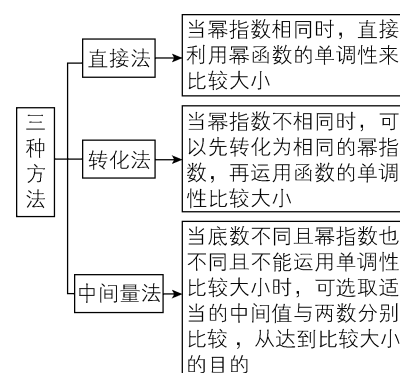 三种方法
直接法
当幂指数相同时，直接
利用幂函数的单调性来
比较大小
转化法
当幂指数不相同时，可
以先转化为相同的幂指
数，再运用函数的单调
性比较大小
中间量法
当底数不同且幂指数也
不同且不能运用单调性
比较大小时，可选取适
当的中间值与两数分别
比较，从达到比较大小
的目的